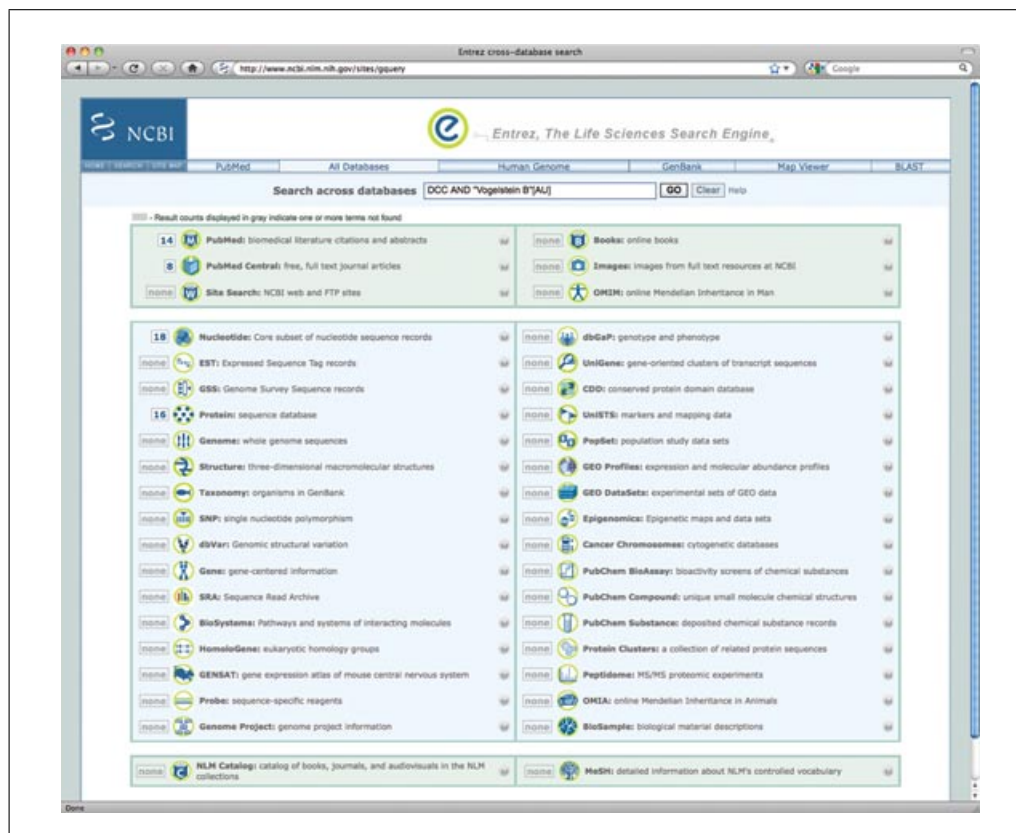 Entrez cross-database search
http://www.ncbi.nlm.nih.gov/sites/gquery
Google
NCBI
Entrez, The Life Sciences Search Engine
HOME SEARCH SITE MAP
PubMed All Databases Human Genome GenBank Map Viewer BLAST
Search across databases DCC AND "Vogelstein B"[AU] GO Clear Help
- Result counts displayed in gray indicate one or more terms not found
14 PubMed: biomedical literature citations and abstracts
none Books: online books
8 PubMed Central: free, full text journal articles
none Images: images from full text resources at NCBI
none Site Search: NCBI web and FTP sites
none OMIM: online Mendelian Inheritance in Man
18 Nucleotide: Core subset of nucleotide sequence records
none dbGaP: genotype and phenotype
none EST: Expressed Sequence Tag records
none UniGene: gene-oriented clusters of transcript sequences
none GSS: Genome Survey Sequence records
none CDD: conserved protein domain database
16 Protein: sequence database
none UniSTS: markers and mapping data
none Genome: whole genome sequences
none PopSet: population study data sets
none Structure: three-dimensional macromolecular structures
none GEO Profiles: expression and molecular abundance profiles
none Taxonomy: organisms in GenBank
none GEO DataSets: experimental sets of GEO data
none SNP: single nucleotide polymorphism
none Epigenomics: Epigenetic maps and data sets
none dbVar: Genomic structural variation
none Cancer Chromosomes: cytogenetic databases
none Gene: gene-centered information
none PubChem BioAssay: bioactivity screens of chemical substances
none SRA: Sequence Read Archive
none PubChem Compound: unique small molecule chemical structures
none BioSystems: Pathways and systems of interacting molecules
none PubChem Substance: deposited chemical substance records
none HomoloGene: eukaryotic homology groups
none Protein Clusters: a collection of related protein sequences
none GENSAT: gene expression atlas of mouse central nervous system
none Peptidome: MS/MS proteomic experiments
none Probe: sequence-specific reagents
none OMIA: online Mendelian Inheritance in Animals
none Genome Project: genome project information
none BioSample: biological material descriptions
none NLM Catalog: catalog of books, journals, and audiovisuals in the NLM
collections
none MeSH: detailed information about NLM's controlled vocabulary
Done